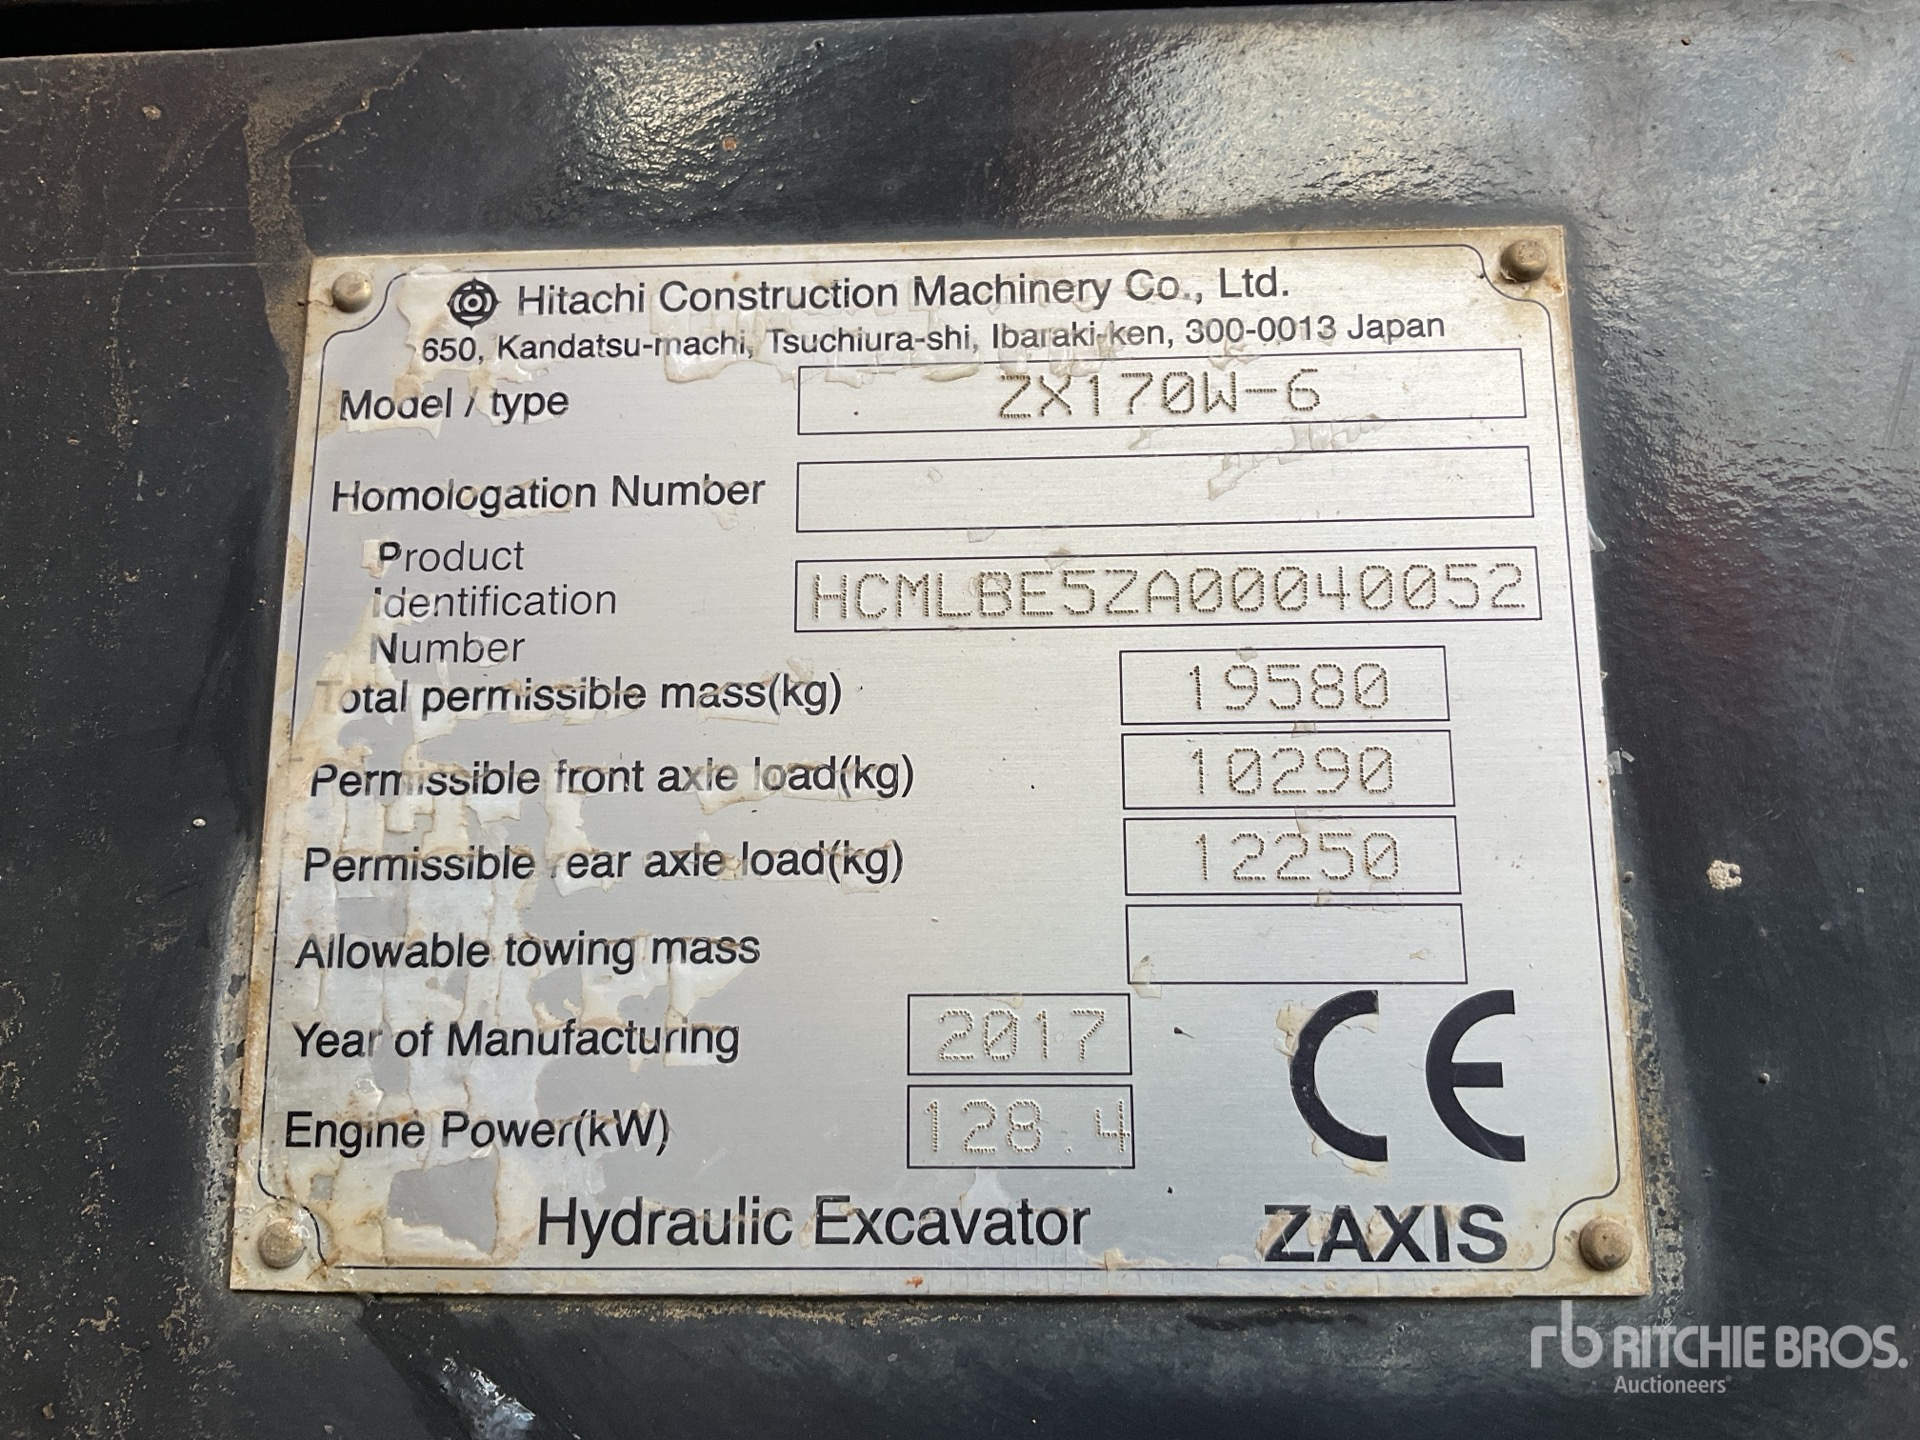 Hitachi Construction Machinery Co., Ltd.
650, Kandatsu-machi, Tsuchiura-shi, Ibaraki-ken, 300-0013 Japan
Model / type ZX170W-6
Homologation Number
Product
Identification HCMLBE5ZA00040052
Number
Total permissible mass(kg) 19580
Permissible front axle load(kg) 10290
Permissible rear axle load(kg) 12250
Allowable towing mass
Year of Manufacturing 2017
Engine Power(kW) 128.4
CE
Hydraulic Excavator ZAXIS
rb RITCHIE BROS.
Auctioneers